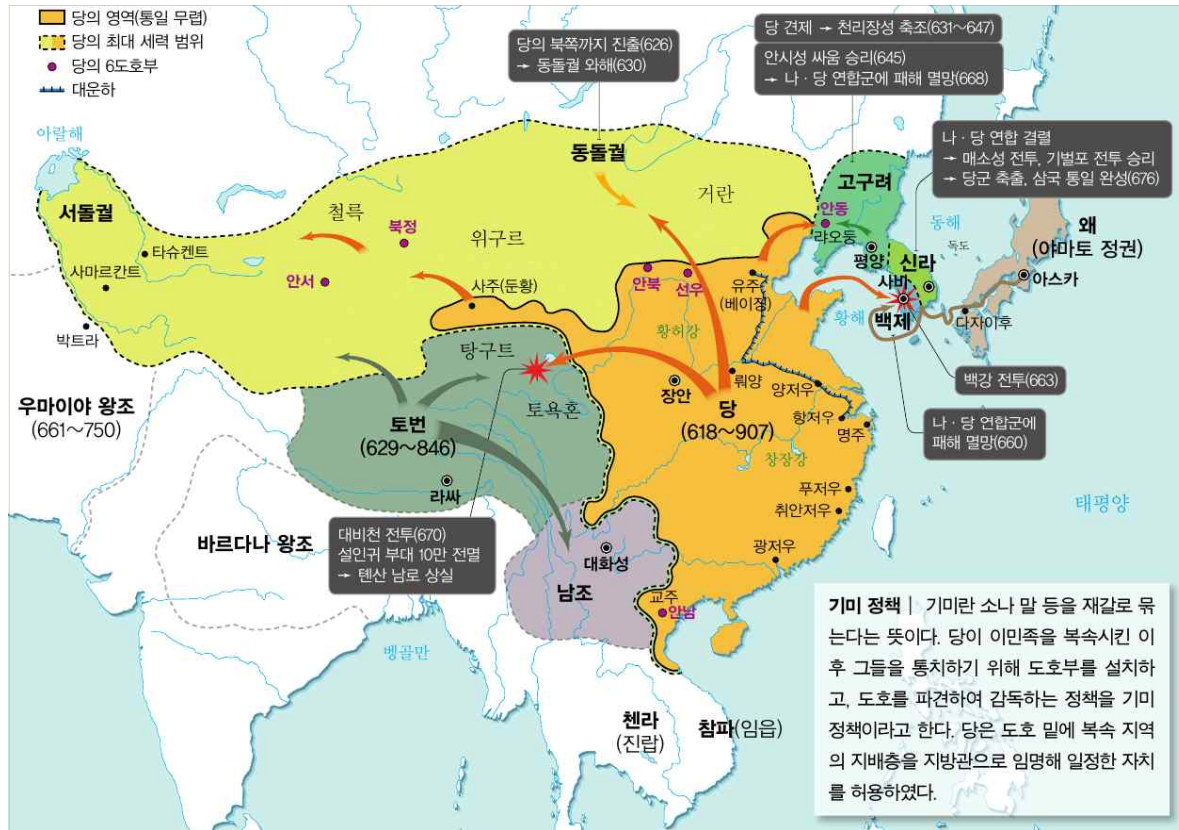 당의 영역(통일 무렵)
당의 최대 세력 범위
당의 6도호부
대운하
당의 북쪽까지 진출(626)
→ 동돌궐 와해(630)
당 견제 → 천리장성 축조(631~647)
안시성 싸움 승리(645)
→ 나·당 연합군에 패해 멸망(668)
나·당 연합 결렬
→ 매소성 전투, 기벌포 전투 승리
→ 당군 축출, 삼국 통일 완성(676)
아랄해
서돌궐
타슈켄트
사마르칸트
박트라
철륵
북정
안서
위구르
동돌궐
거란
사주(둔황)
안북
선우
유주
(베이징)
고구려
안동
랴오둥
평양
신라
사비
백제
동해
독도
왜
(야마토 정권)
아스카
다자이후
황해
황허강
탕구트
토욕혼
토번
(629~846)
라싸
장안
뤄양
당
(618~907)
양저우
항저우
명주
창장강
푸저우
취안저우
광저우
백강 전투(663)
나·당 연합군에
패해 멸망(660)
태평양
우마이야 왕조
(661~750)
바르다나 왕조
대비천 전투(670)
설인귀 부대 10만 전멸
→ 톈산 남로 상실
대화성
남조
교주
안남
벵골만
첸라
(진랍)
참파(임읍)
기미 정책 | 기미란 소나 말 등을 재갈로 묶
는다는 뜻이다. 당이 이민족을 복속시킨 이
후 그들을 통치하기 위해 도호부를 설치하
고, 도호를 파견하여 감독하는 정책을 기미
정책이라고 한다. 당은 도호 밑에 복속 지역
의 지배층을 지방관으로 임명해 일정한 자치
를 허용하였다.